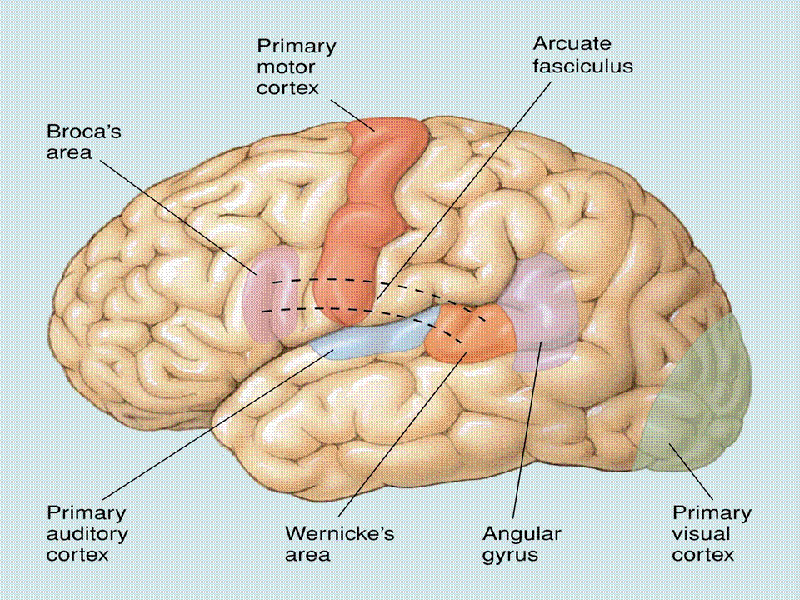 Primary
motor
cortex
Arcuate
fasciculus
Broca's
area
Primary
auditory
cortex
Wernicke's
area
Angular
gyrus
Primary
visual
cortex